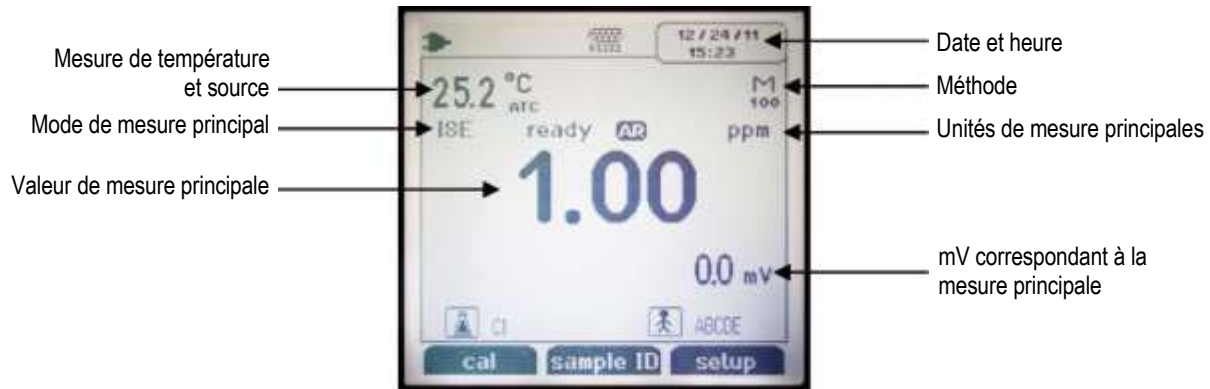 Mesure de température
et source
Mode de mesure principal
Valeur de mesure principale
12/24/11
15:23
25.2 °C
ATC
M
100
ISE ready AR ppm
1.00
0.0 mV
C1 ABCDE
cal sample ID setup
Date et heure
Méthode
Unités de mesure principales
mV correspondant à la
mesure principale